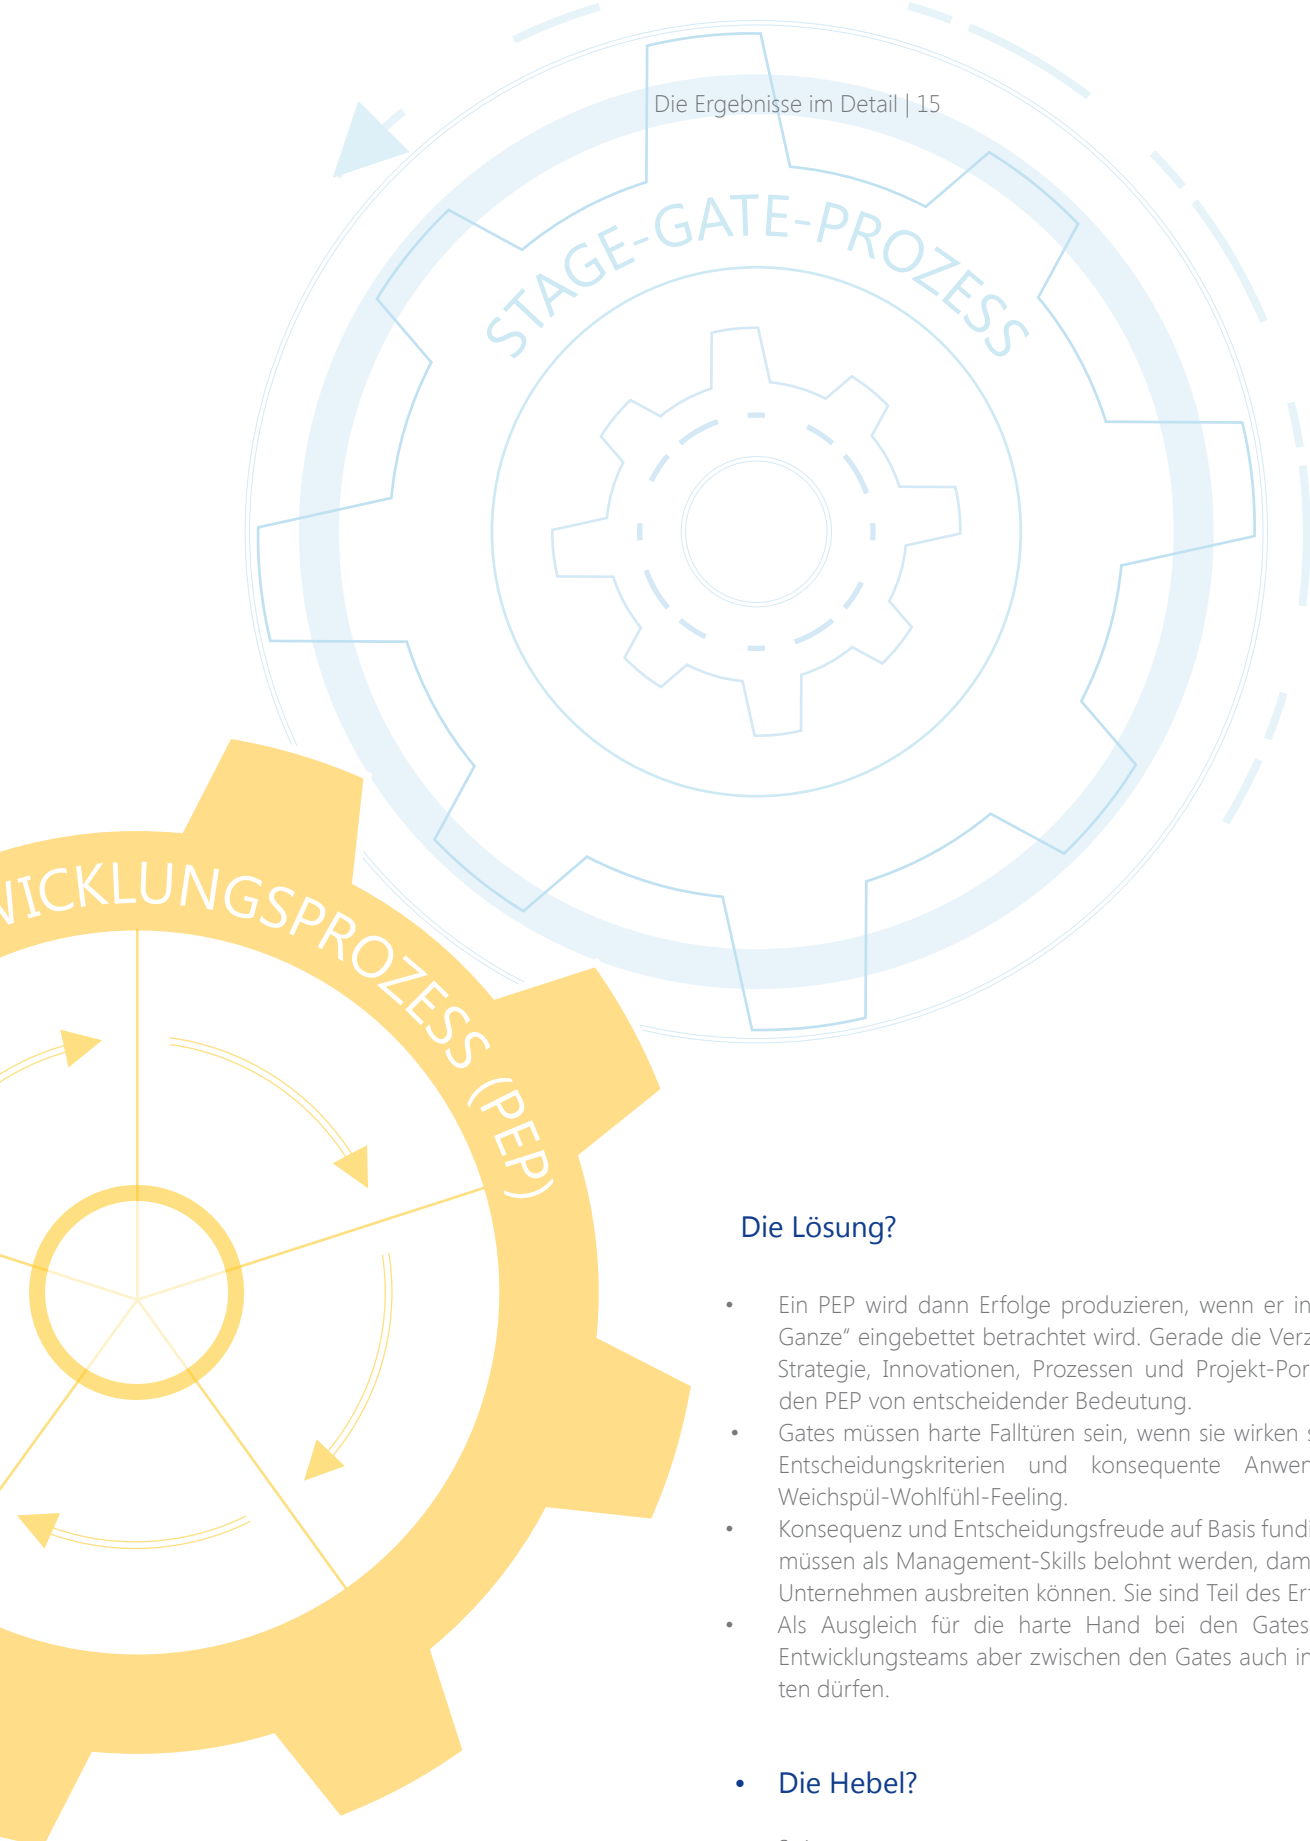 Die Ergebnisse im Detail | 15
STAGE-GATE-PROZESS
WICKLUNGSPROZESS (PEP)
Die Lösung?
• Ein PEP wird dann Erfolge produzieren, wenn er in
Ganze“ eingebettet betrachtet wird. Gerade die Verz
Strategie, Innovationen, Prozessen und Projekt-Por
den PEP von entscheidender Bedeutung.
• Gates müssen harte Falltüren sein, wenn sie wirken s
Entscheidungskriterien und konsequente Anwen
Weichspül-Wohlfühl-Feeling.
• Konsequenz und Entscheidungsfreude auf Basis fundi
müssen als Management-Skills belohnt werden, dam
Unternehmen ausbreiten können. Sie sind Teil des Er
• Als Ausgleich für die harte Hand bei den Gates
Entwicklungsteams aber zwischen den Gates auch in
ten dürfen.
• Die Hebel?